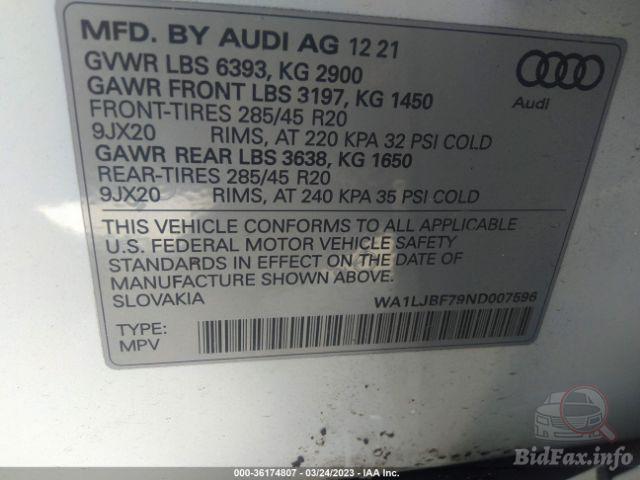 MFD. BY AUDI AG 12 21
GVWR LBS 6393, KG 2900
GAWR FRONT LBS 3197, KG 1450
FRONT-TIRES 285/45 R20
9JX20 RIMS, AT 220 KPA 32 PSI COLD
GAWR REAR LBS 3638, KG 1650
REAR-TIRES 285/45 R20
9JX20 RIMS, AT 240 KPA 35 PSI COLD
Audi
THIS VEHICLE CONFORMS TO ALL APPLICABLE
U.S. FEDERAL MOTOR VEHICLE SAFETY
STANDARDS IN EFFECT ON THE DATE OF
MANUFACTURE SHOWN ABOVE.
SLOVAKIA WA1LJBF79ND007596
TYPE:
MPV
000-36174807 - 03/24/2023 - IAA Inc.
BidFax.info